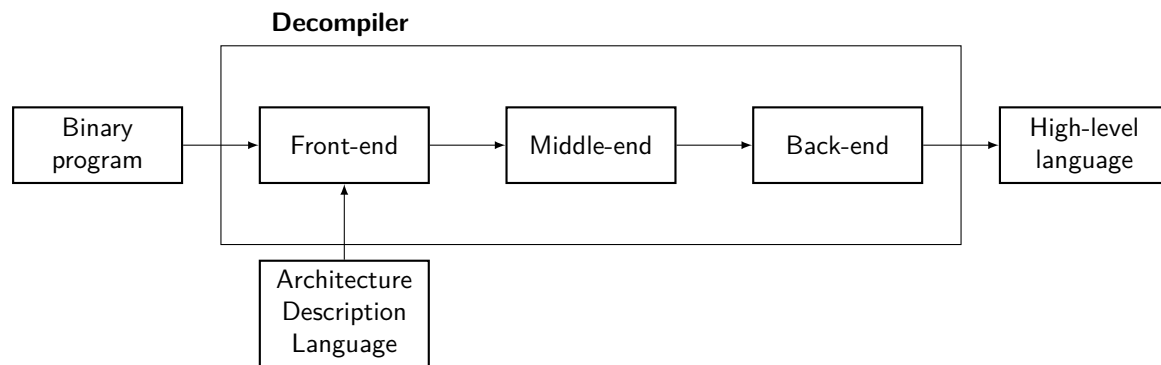 Decompiler
Binary
program
Front-end
Middle-end
Back-end
High-level
language
Architecture
Description
Language